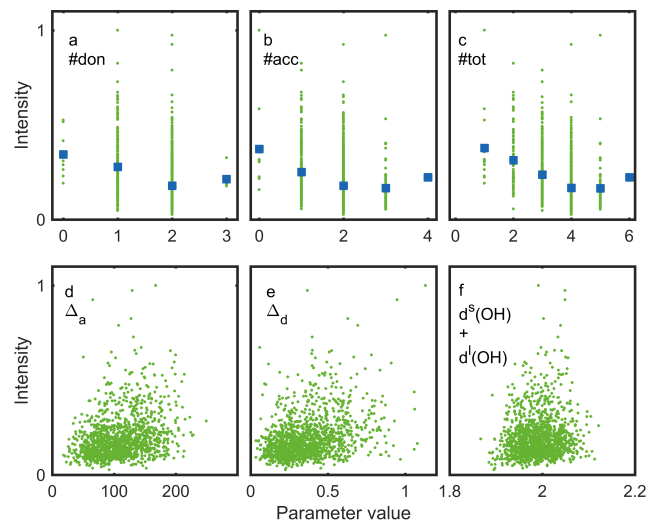 a
#don
b
#acc
c
#tot
Intensity
1
0
0 1 2 3
0 2 4
0 2 4 6
d
Δa
e
Δd
f
dˢ(OH)
+
dˡ(OH)
Intensity
1
0
0 100 200
0 0.5 1
1.8 2 2.2
Parameter value